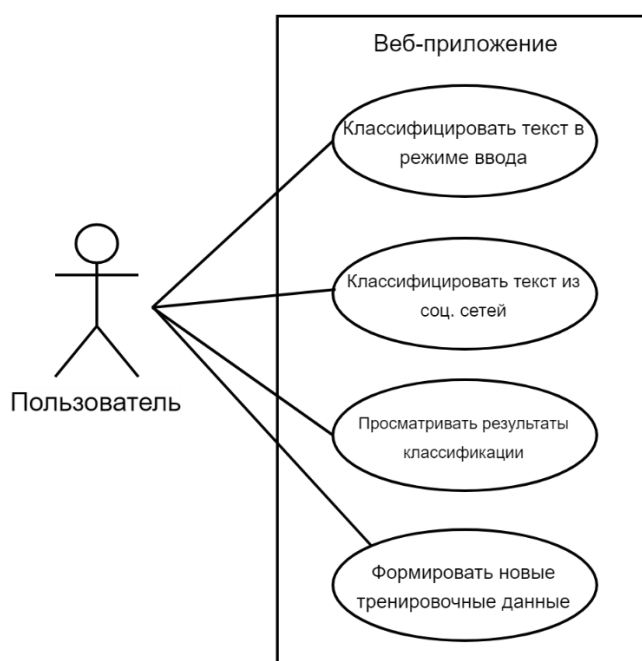 Веб-приложение
Классифицировать текст в
режиме ввода
Классифицировать текст из
соц. сетей
Пользователь
Просматривать результаты
классификации
Формировать новые
тренировочные данные